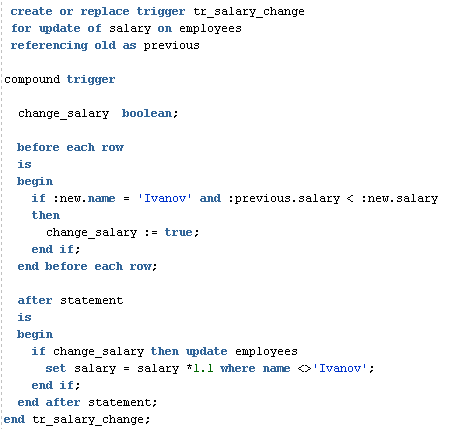 create or replace trigger tr_salary_change
for update of salary on employees
referencing old as previous
compound trigger
change_salary  boolean;
before each row
is
begin
if :new.name = 'Ivanov' and :previous.salary < :new.salary
then
change_salary := true;
end if;
end before each row;
after statement
is
begin
if change_salary then update employees
set salary = salary *1.1 where name <>'Ivanov';
end if;
end after statement;
end tr_salary_change;